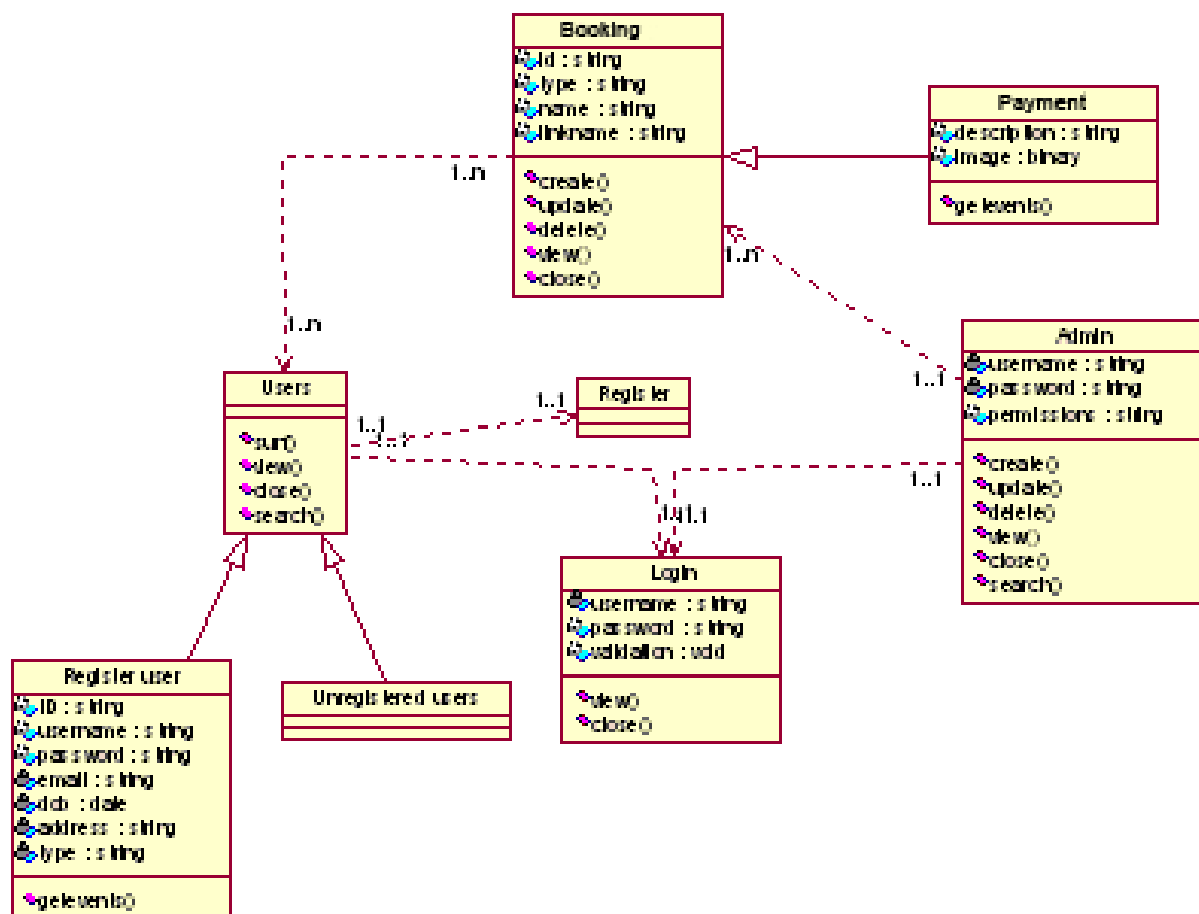 Booking
id : string
type : string
name : string
linkname : string
create()
update()
delete()
view()
close()
Payment
description : string
image : binary
getevents()
1..n
1..n
1..n
1..1
Admin
username : string
password : string
permissions : string
create()
update()
delete()
view()
close()
search()
Users
surf()
view()
close()
search()
Register
1..1
1..1
1..1
1..1
1..1
Login
username : string
password : string
validation : void
view()
close()
Register user
ID : string
username : string
password : string
email : string
dob : date
address : string
type : string
getevents()
Unregistered users